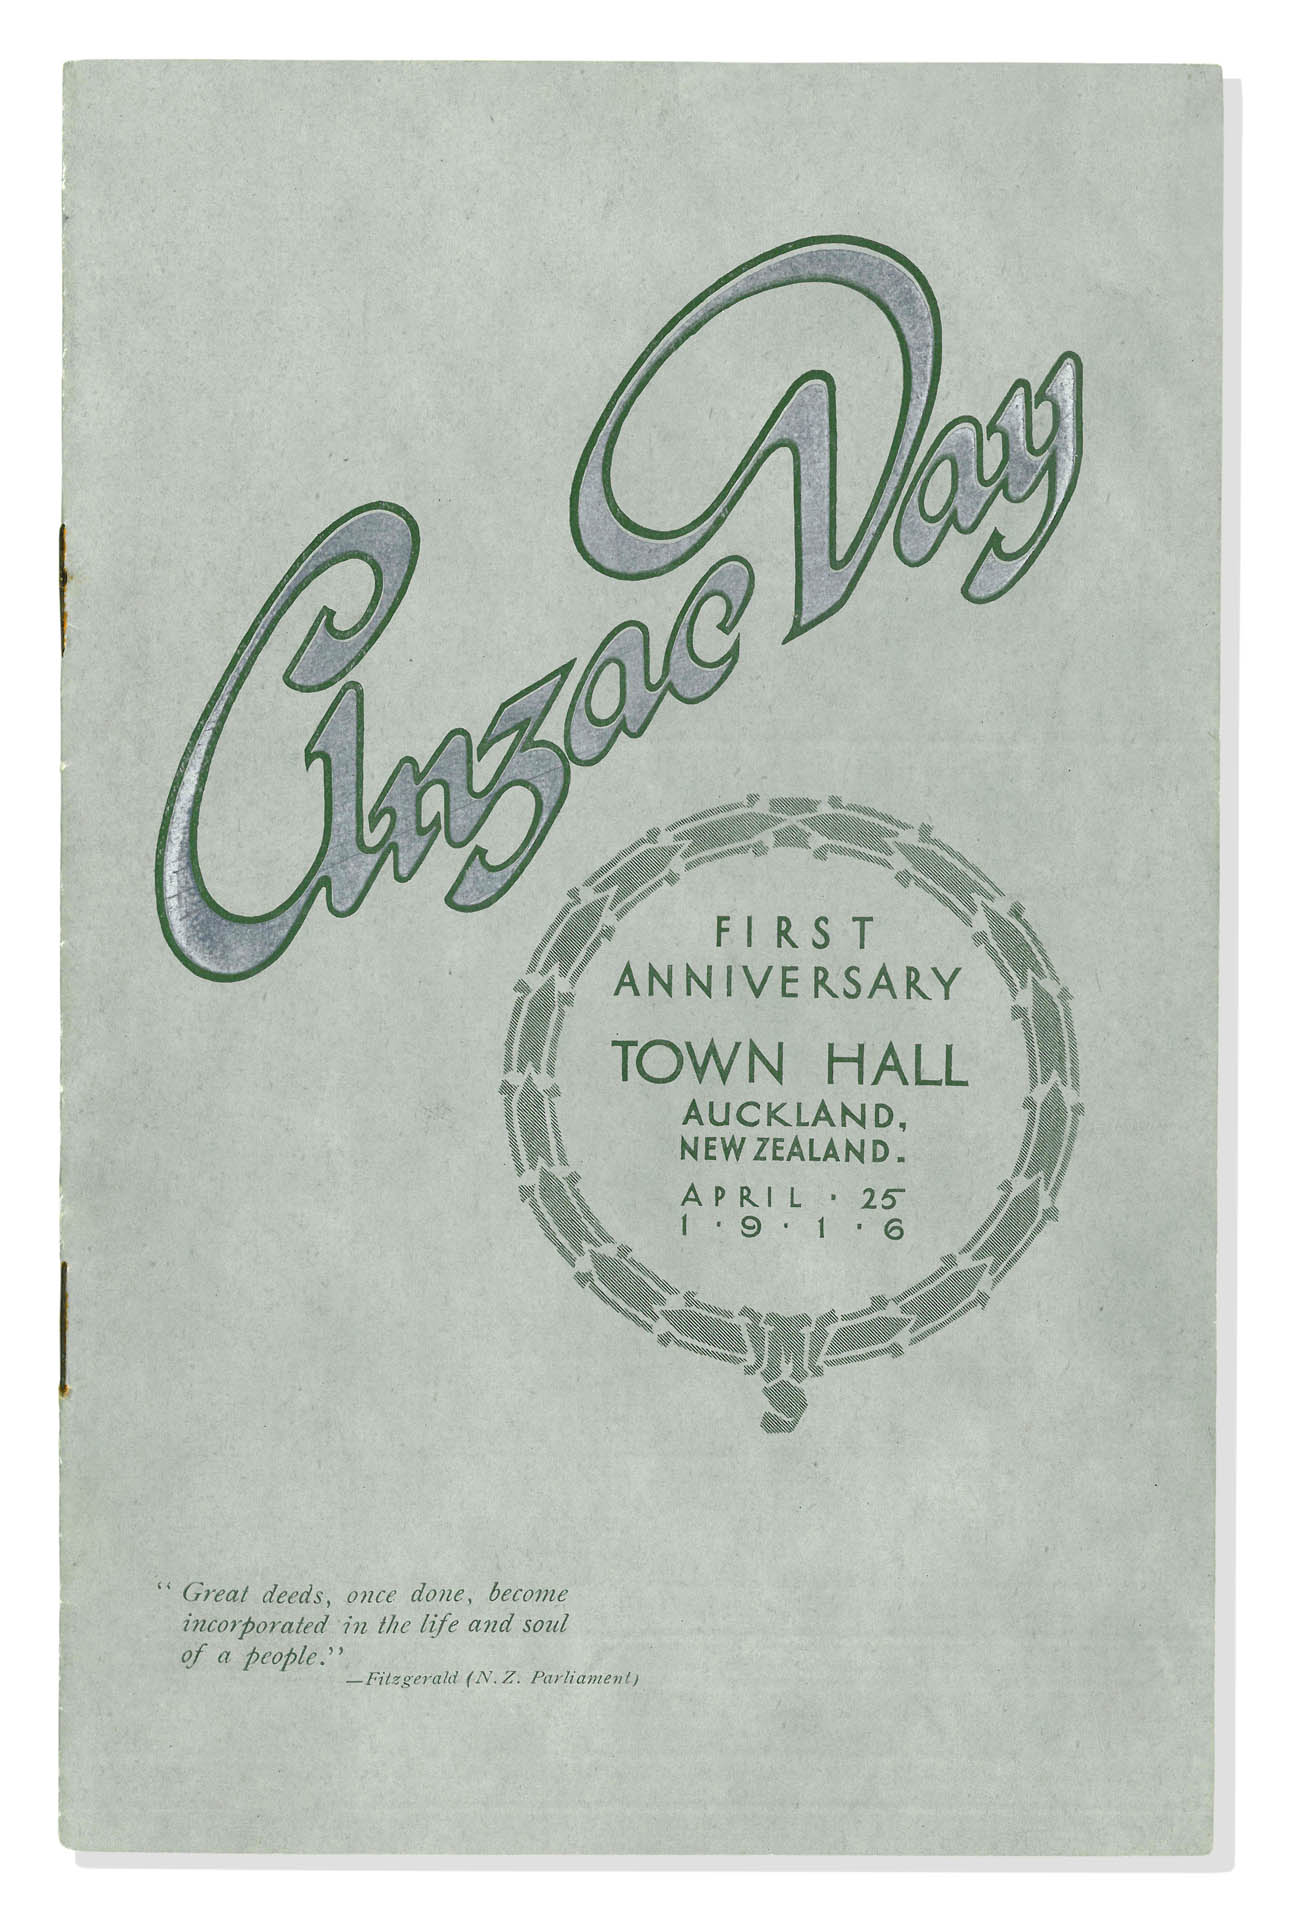 Anzac Day
FIRST
ANNIVERSARY
TOWN HALL
AUCKLAND,
NEW ZEALAND.
APRIL · 25
1 · 9 · 1 · 6
“ Great deeds, once done, become
incorporated in the life and soul
of a people.”
—Fitzgerald (N.Z. Parliament)